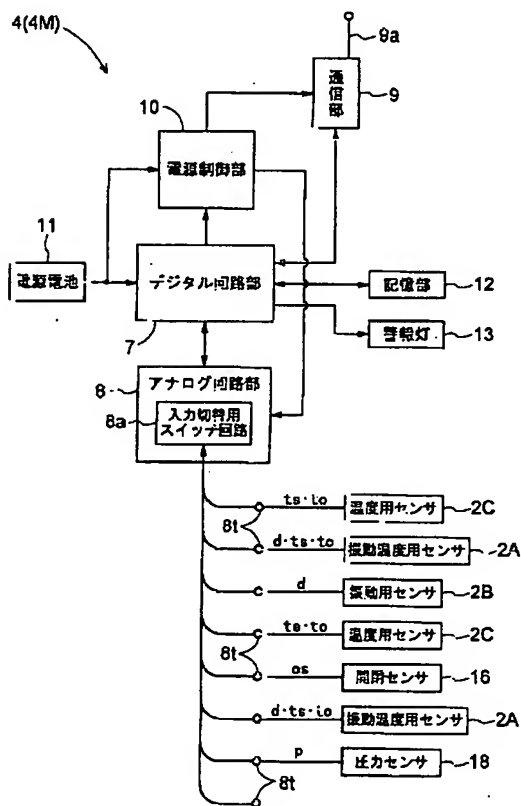 4(4M)
9a
通信部
9
10
電源制御部
11
電源電池
デジタル回路部
7
記憶部
12
警報灯
13
8
アナログ回路部
8a
入力切替用
スイッチ回路
ts·to
温度用センサ
2C
8t
d·ts·to
振動温度用センサ
2A
d
振動用センサ
2B
ts·to
温度用センサ
2C
8t
os
開閉センサ
16
d·ts·to
振動温度用センサ
2A
p
圧力センサ
18
8t